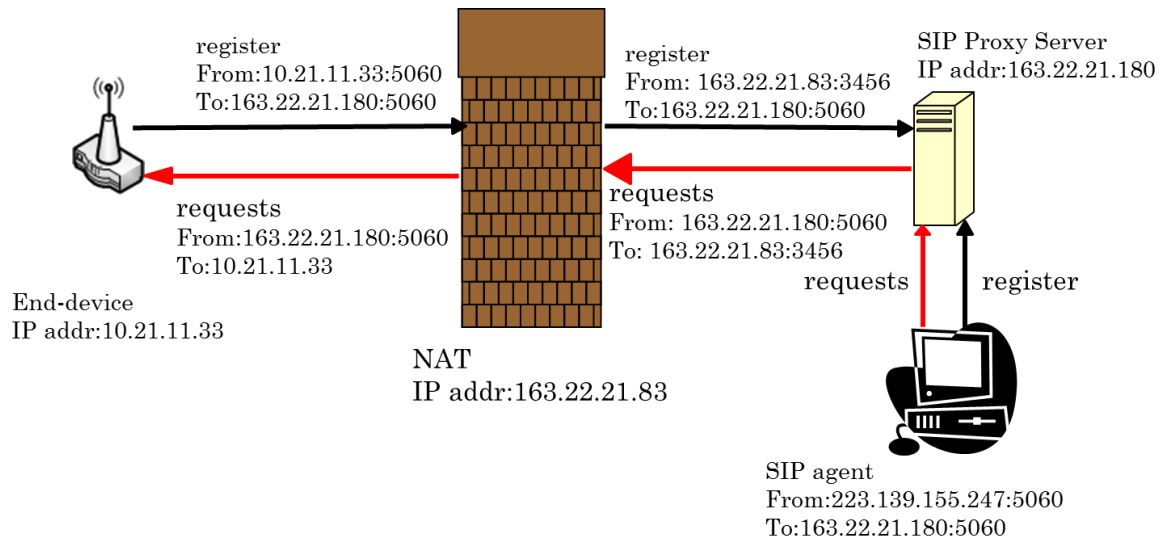 register
From:10.21.11.33:5060
To:163.22.21.180:5060
register
From: 163.22.21.83:3456
To:163.22.21.180:5060
SIP Proxy Server
IP addr:163.22.21.180
requests
From:163.22.21.180:5060
To:10.21.11.33
requests
From: 163.22.21.180:5060
To: 163.22.21.83:3456
requests
register
End-device
IP addr:10.21.11.33
NAT
IP addr:163.22.21.83
SIP agent
From:223.139.155.247:5060
To:163.22.21.180:5060